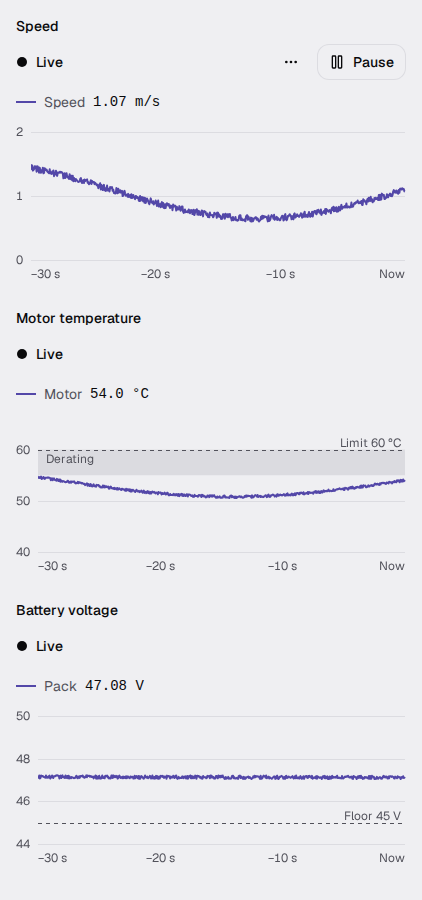 Speed
Live
... Pause
Speed 1.07 m/s
2
1
0
−30 s −20 s −10 s Now
Motor temperature
Live
Motor 54.0 °C
Limit 60 °C
60
Derating
50
40
−30 s −20 s −10 s Now
Battery voltage
Live
Pack 47.08 V
50
48
46
Floor 45 V
44
−30 s −20 s −10 s Now